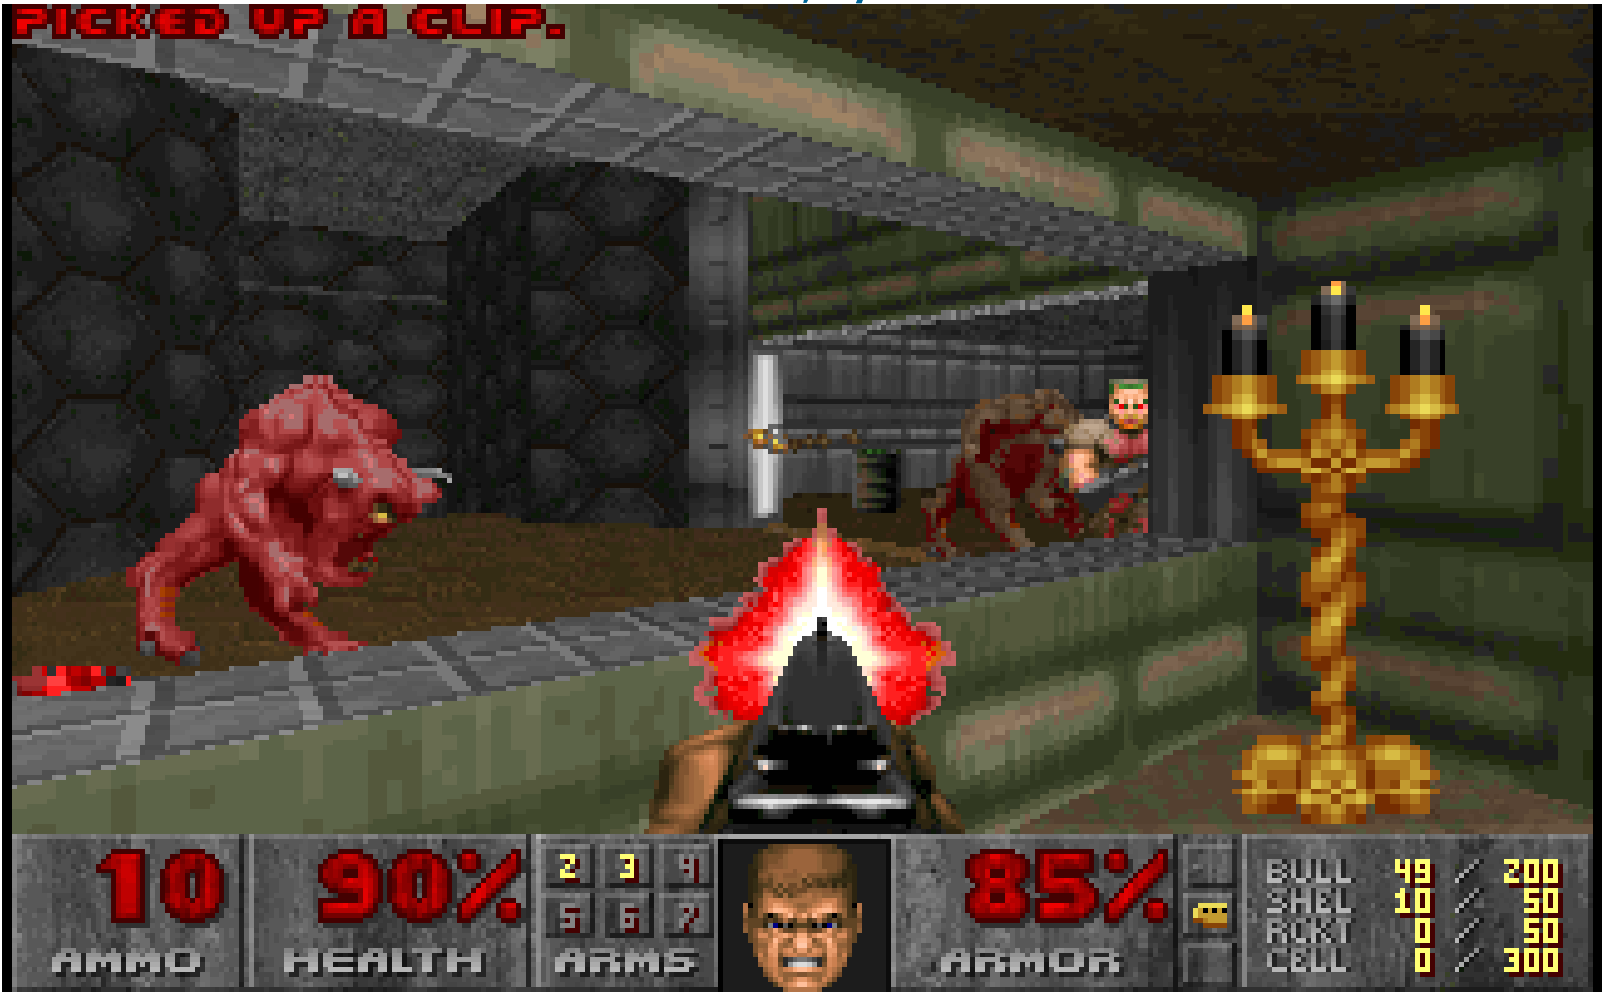 PICKED UP A CLIP.
10 90% 2 3 4 85% BULL 49 / 200
SHEL 10 / 50
5 6 7 RCKT 0 / 50
AMMO HEALTH ARMS ARMOR CELL 0 / 300